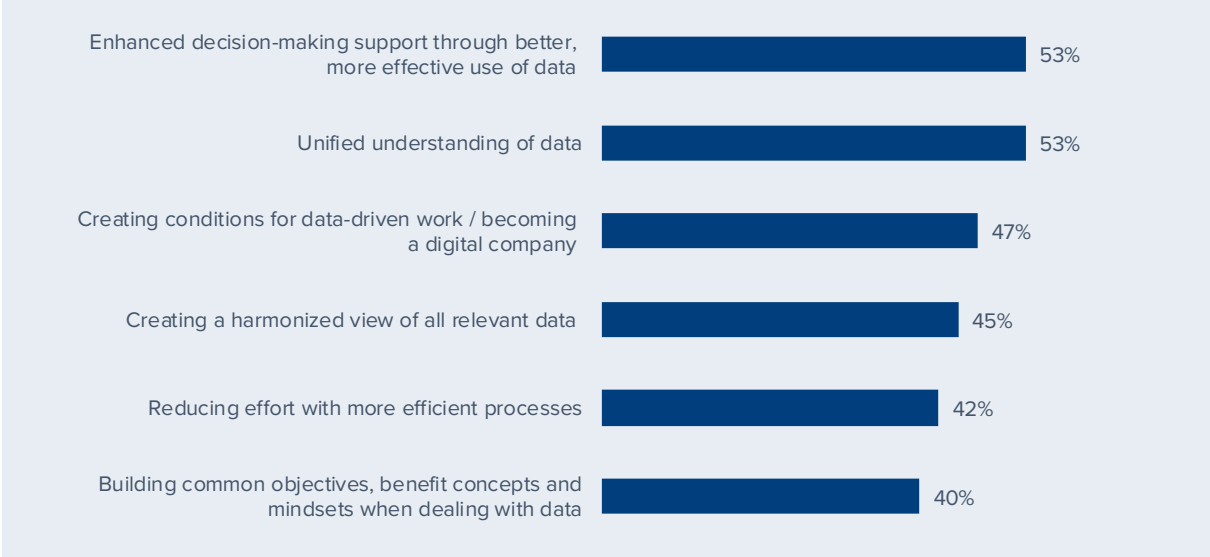 Enhanced decision-making support through better,
more effective use of data
53%
Unified understanding of data
53%
Creating conditions for data-driven work / becoming
a digital company
47%
Creating a harmonized view of all relevant data
45%
Reducing effort with more efficient processes
42%
Building common objectives, benefit concepts and
mindsets when dealing with data
40%